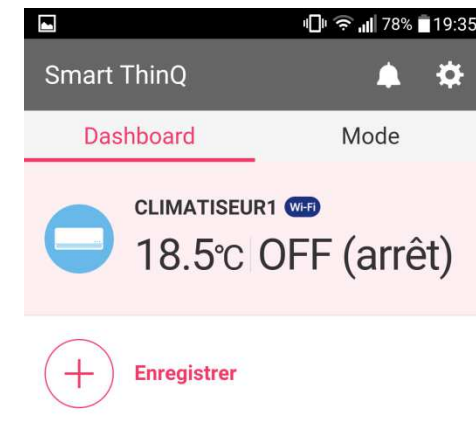 78% 19:35
Smart ThinQ
Dashboard Mode
CLIMATISEUR1 Wi-Fi
18.5°C OFF (arrêt)
Enregistrer